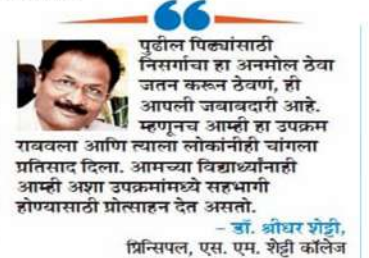 पुढील पिढ्यांसाठी
निसर्गाचा हा अनमोल ठेवा
जतन करून ठेवणं, ही
आपली जबाबदारी आहे.
म्हणूनच आम्ही हा उपक्रम
राबवला आणि त्याला लोकांनीही चांगला
प्रतिसाद दिला. आमच्या विद्यार्थ्यांनाही
आम्ही अशा उपक्रमांमध्ये सहभागी
होण्यासाठी प्रोत्साहन देत असतो.
– डॉ. श्रीधर शेट्टी,
प्रिन्सिपल, एस. एम. शेट्टी कॉलेज